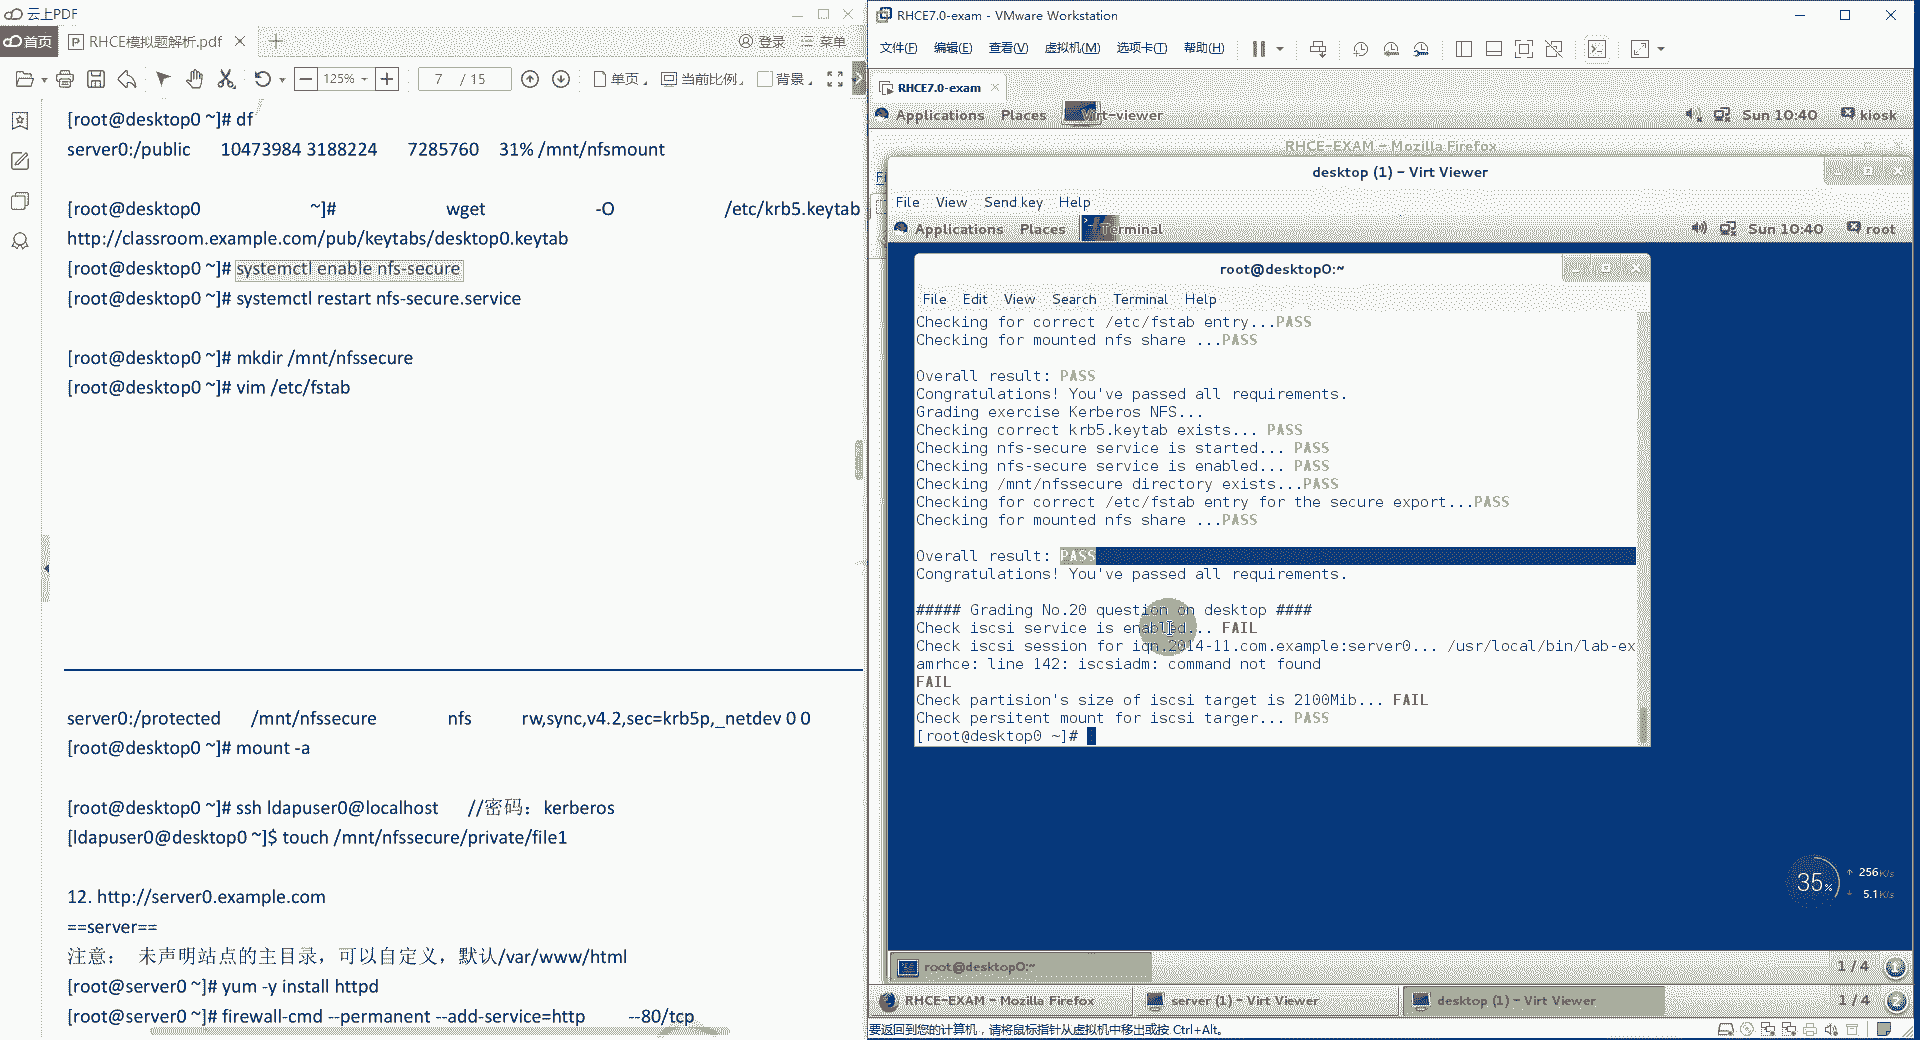 云上PDF
首页
RHCE模拟题解析.pdf
登录
菜单
125%
7 / 15
单页
当前比例
背景
[root@desktop0 ~]# df
server0:/public 10473984 3188224 7285760 31% /mnt/nfsmount
[root@desktop0 ~]# wget -O /etc/krb5.keytab
http://classroom.example.com/pub/keytabs/desktop0.keytab
[root@desktop0 ~]# systemctl enable nfs-secure
[root@desktop0 ~]# systemctl restart nfs-secure.service
[root@desktop0 ~]# mkdir /mnt/nfssecure
[root@desktop0 ~]# vim /etc/fstab
server0:/protected /mnt/nfssecure nfs rw,sync,v4.2,sec=krb5p,_netdev 0 0
[root@desktop0 ~]# mount -a
[root@desktop0 ~]# ssh ldapuser0@localhost //密码：kerberos
[ldapuser0@desktop0 ~]$ touch /mnt/nfssecure/private/file1
12. http://server0.example.com
==server==
注意： 未声明站点的主目录，可以自定义，默认/var/www/html
[root@server0 ~]# yum -y install httpd
[root@server0 ~]# firewall-cmd --permanent --add-service=http --80/tcp
RHCE7.0-exam - VMware Workstation
文件(F) 编辑(E) 查看(V) 虚拟机(M) 选项卡(T) 帮助(H)
RHCE7.0-exam
Applications Places Virt-viewer Sun 10:40 kiosk
RHCE-EXAM - Mozilla Firefox
desktop (1) - Virt Viewer
File View Send key Help
Applications Places Terminal Sun 10:40 root
root@desktop0:~
File Edit View Search Terminal Help
Checking for correct /etc/fstab entry...PASS
Checking for mounted nfs share ...PASS
Overall result: PASS
Congratulations! You've passed all requirements.
Grading exercise Kerberos NFS...
Checking correct krb5.keytab exists... PASS
Checking nfs-secure service is started... PASS
Checking nfs-secure service is enabled... PASS
Checking /mnt/nfssecure directory exists...PASS
Checking for correct /etc/fstab entry for the secure export...PASS
Checking for mounted nfs share ...PASS
Overall result: PASS
Congratulations! You've passed all requirements.
##### Grading No.20 question on desktop ####
Check iscsi service is enabled... FAIL
Check iscsi session for iqn.2014-11.com.example:server0... /usr/local/bin/lab-ex
amrhce: line 142: iscsiadm: command not found
FAIL
Check partision's size of iscsi target is 2100Mib... FAIL
Check persitent mount for iscsi targer... PASS
[root@desktop0 ~]#
35%
256K/s
5.1K/s
root@desktop0:~
1 / 4
RHCE-EXAM - Mozilla Firefox
server (1) - Virt Viewer
desktop (1) - Virt Viewer
1 / 4
要返回到您的计算机，请将鼠标指针从虚拟机中移出或按 Ctrl+Alt。